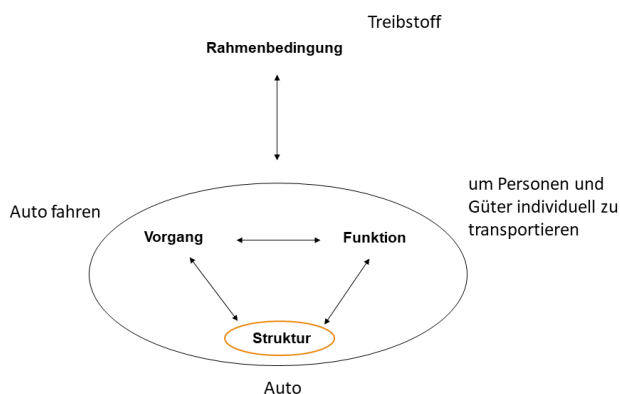 Treibstoff
Rahmenbedingung
um Personen und
Güter individuell zu
transportieren
Auto fahren
Vorgang
Funktion
Struktur
Auto